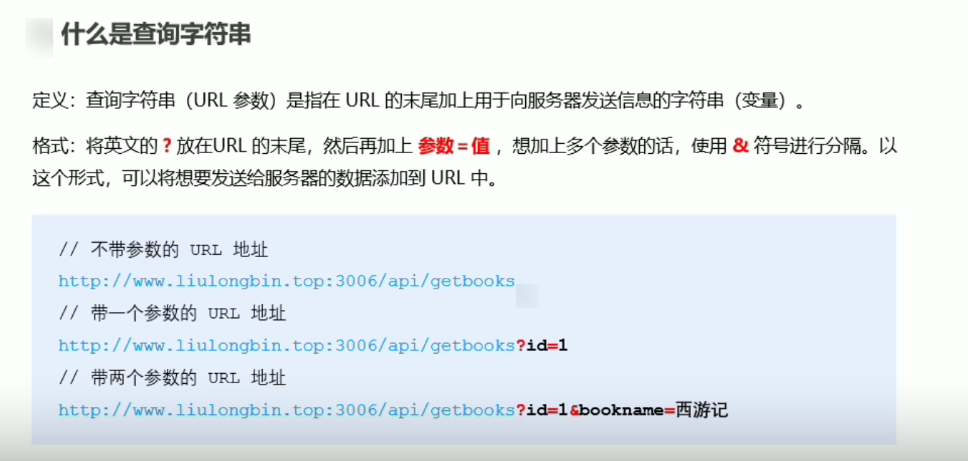 什么是查询字符串
定义：查询字符串（URL 参数）是指在 URL 的末尾加上用于向服务器发送信息的字符串（变量）。
格式：将英文的 ? 放在URL 的末尾，然后再加上 参数=值 ，想加上多个参数的话，使用 & 符号进行分隔。以
这个形式，可以将想要发送给服务器的数据添加到 URL 中。
// 不带参数的 URL 地址
http://www.liulongbin.top:3006/api/getbooks
// 带一个参数的 URL 地址
http://www.liulongbin.top:3006/api/getbooks?id=1
// 带两个参数的 URL 地址
http://www.liulongbin.top:3006/api/getbooks?id=1&bookname=西游记